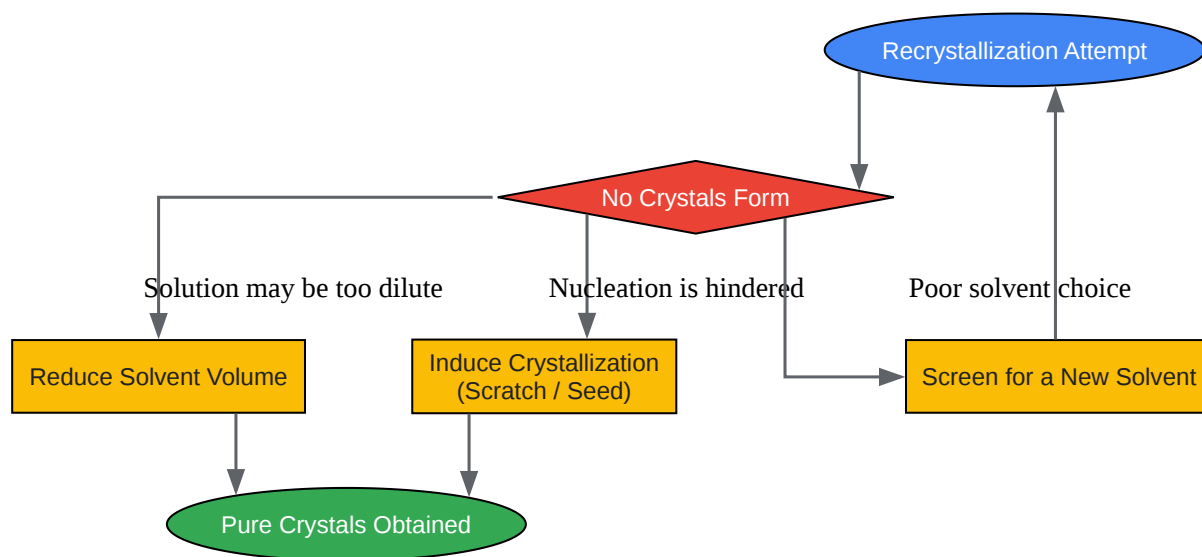 Recrystallization Attempt
No Crystals Form
Solution may be too dilute
Nucleation is hindered
Poor solvent choice
Reduce Solvent Volume
Induce Crystallization
(Scratch / Seed)
Screen for a New Solvent
Pure Crystals Obtained